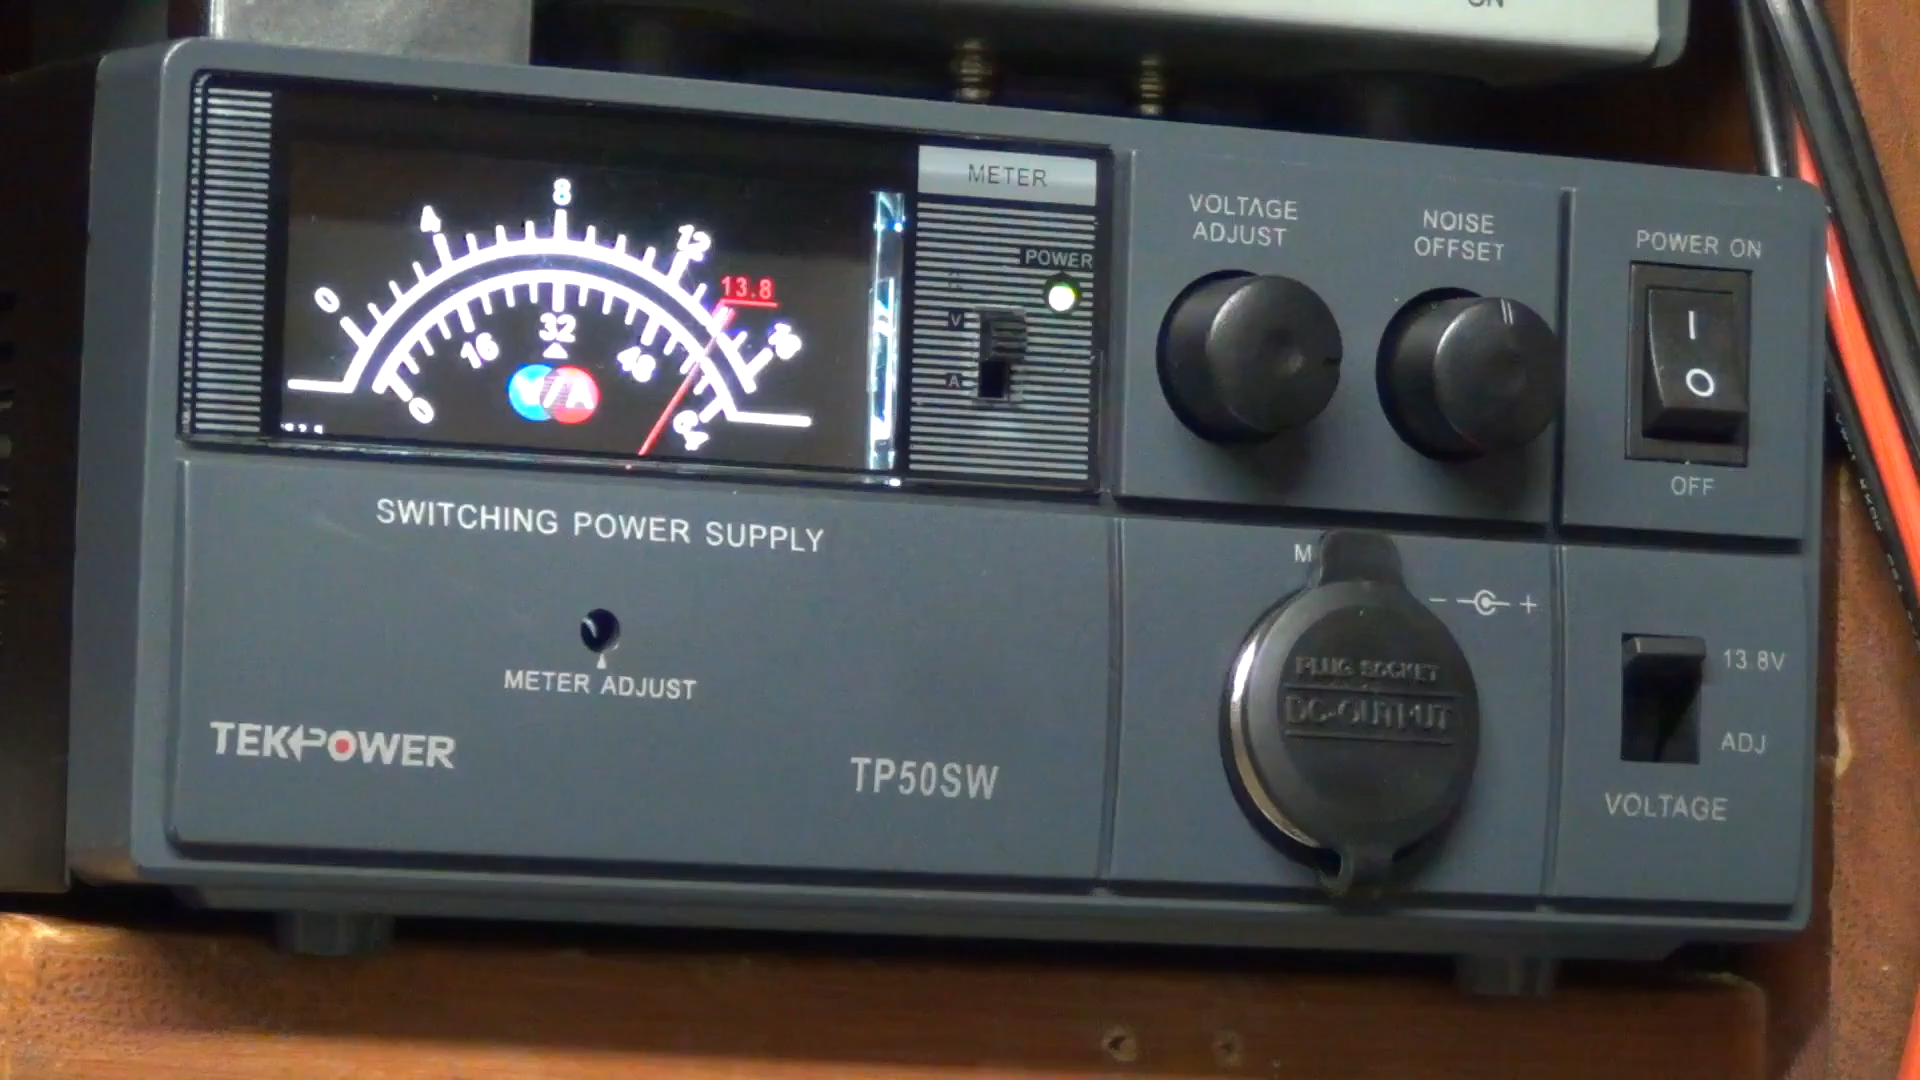 ON
METER
POWER
V
A
0
4
8
12
13.8
0
16
32
48
V/A
SWITCHING POWER SUPPLY
METER ADJUST
TEKPOWER
TP50SW
VOLTAGE
ADJUST
NOISE
OFFSET
POWER ON
I
O
OFF
M
- +
PLUG SOCKET
DC-OUTPUT
13.8V
ADJ
VOLTAGE